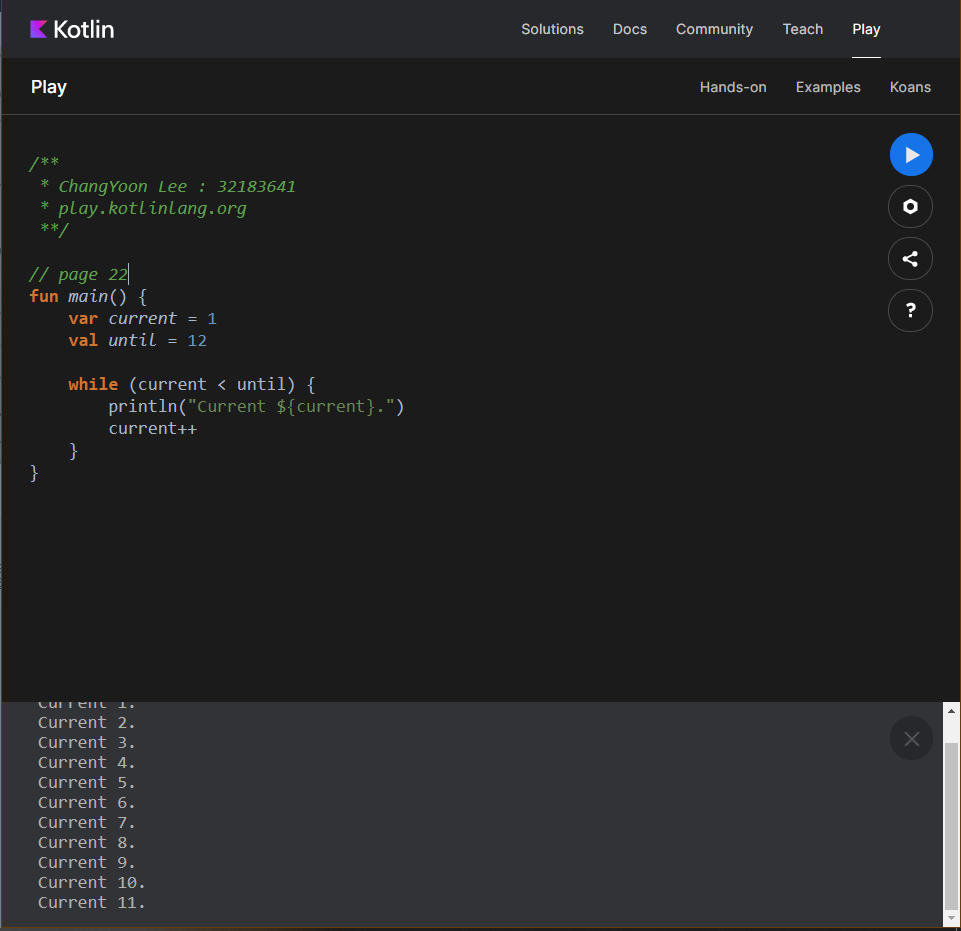 Kotlin
Solutions Docs Community Teach Play
Play
Hands-on Examples Koans
/**
 * ChangYoon Lee : 32183641
 * play.kotlinlang.org
 **/
// page 22
fun main() {
    var current = 1
    val until = 12
    while (current < until) {
        println("Current ${current}.")
        current++
    }
}
?
Current 1.
Current 2.
Current 3.
Current 4.
Current 5.
Current 6.
Current 7.
Current 8.
Current 9.
Current 10.
Current 11.